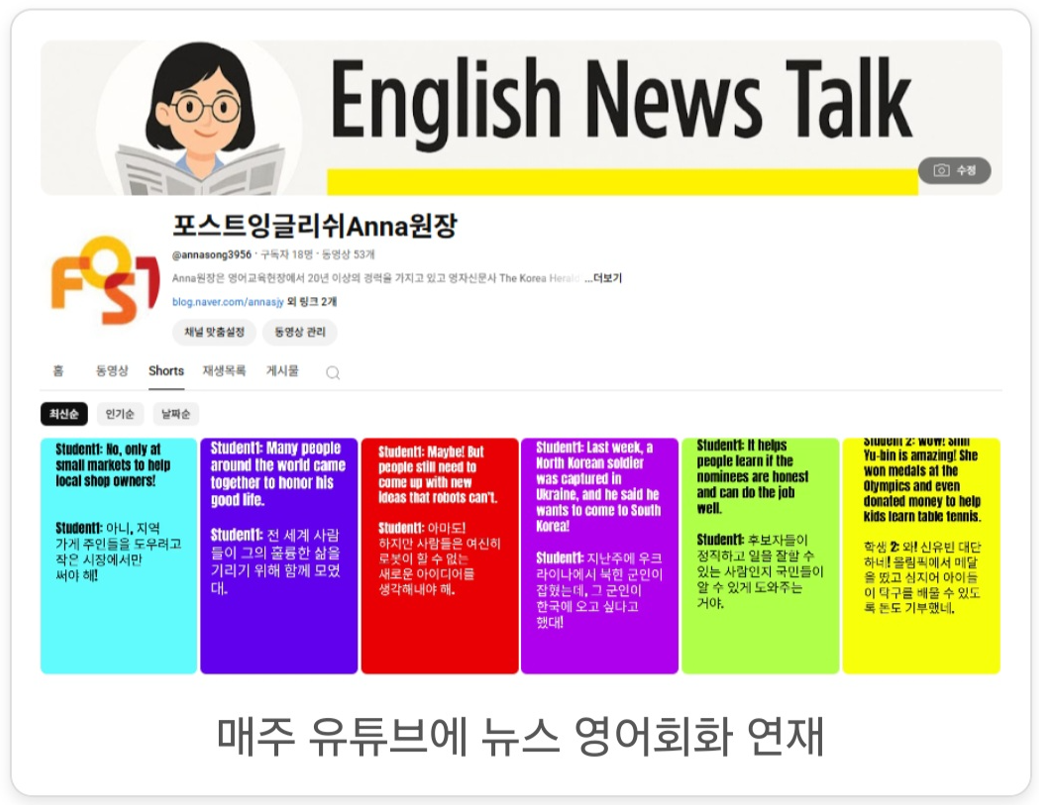 English News Talk
수정
포스트잉글리쉬Anna원장
@annasong3956 · 구독자 18명 · 동영상 53개
Anna원장은 영어교육현장에서 20년 이상의 경력을 가지고 있고 영자신문사 The Korea Herald ...더보기
blog.naver.com/annasjy 외 링크 2개
채널 맞춤설정 동영상 관리
홈 동영상 Shorts 재생목록 게시물
최신순 인기순 날짜순
Student1: No, only at
small markets to help
local shop owners!
Student1: 아니, 지역
가게 주인들을 도우려고
작은 시장에서만
써야 해!
Student1: Many people
around the world came
together to honor his
good life.
Student1: 전 세계 사람
들이 그의 훌륭한 삶을
기리기 위해 함께 모였
대.
Student1: Maybe! But
people still need to
come up with new
ideas that robots can't.
Student1: 아마도!
하지만 사람들은 여신히
로봇이 할 수 없는
새로운 아이디어를
생각해내야 해.
Student1: Last week, a
North Korean soldier
was captured in
Ukraine, and he said he
wants to come to South
Korea!
Student1: 지난주에 우크
라이나에서 북한 군인이
잡혔는데, 그 군인이
한국에 오고 싶다고
했대!
Student1: It helps
people learn if the
nominees are honest
and can do the job
well.
Student1: 후보자들이
정직하고 일을 잘할 수
있는 사람인지 국민들이
알 수 있게 도와주는
거야.
Student 2: Wow! Shin
Yu-bin is amazing! She
won medals at the
Olympics and even
donated money to help
kids learn table tennis.
학생 2: 와! 신유빈 대단
하네! 올림픽에서 메달
을 땄고 심지어 아이들
이 탁구를 배울 수 있도
록 돈도 기부했네.
매주 유튜브에 뉴스 영어회화 연재